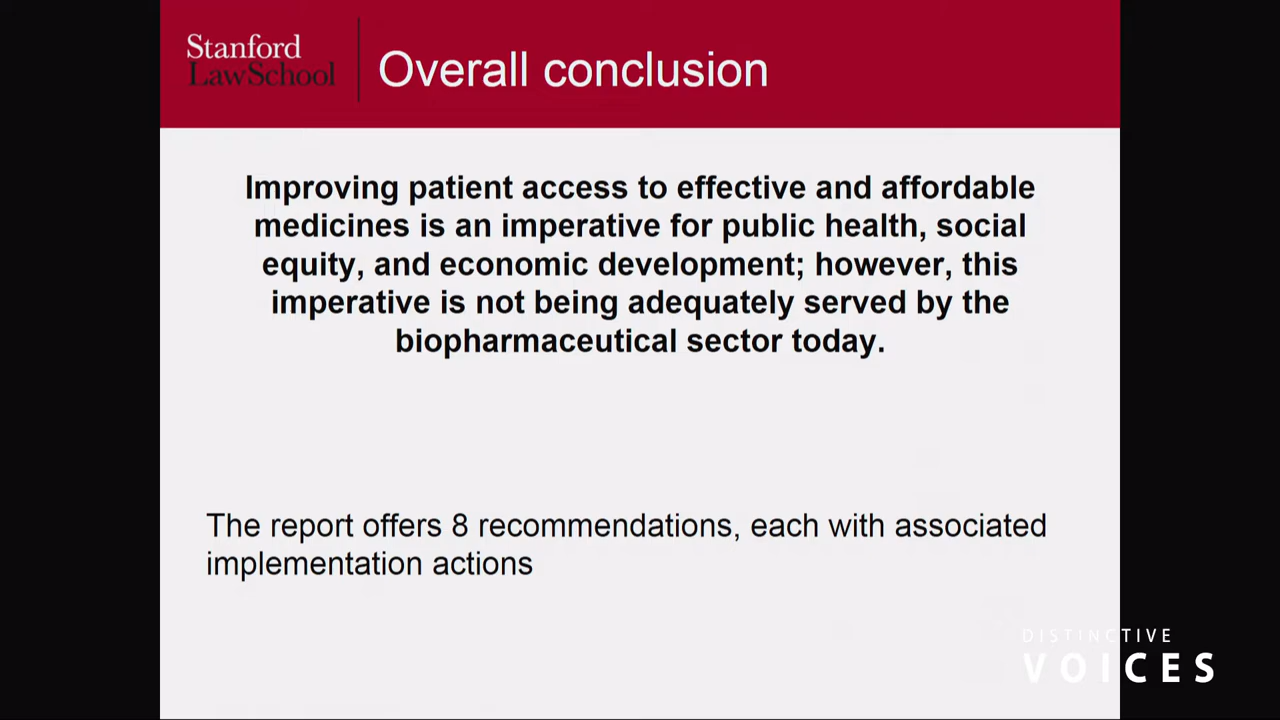 Stanford
LawSchool
Overall conclusion
Improving patient access to effective and affordable
medicines is an imperative for public health, social
equity, and economic development; however, this
imperative is not being adequately served by the
biopharmaceutical sector today.
The report offers 8 recommendations, each with associated
implementation actions
DISTINCTIVE
VOICES